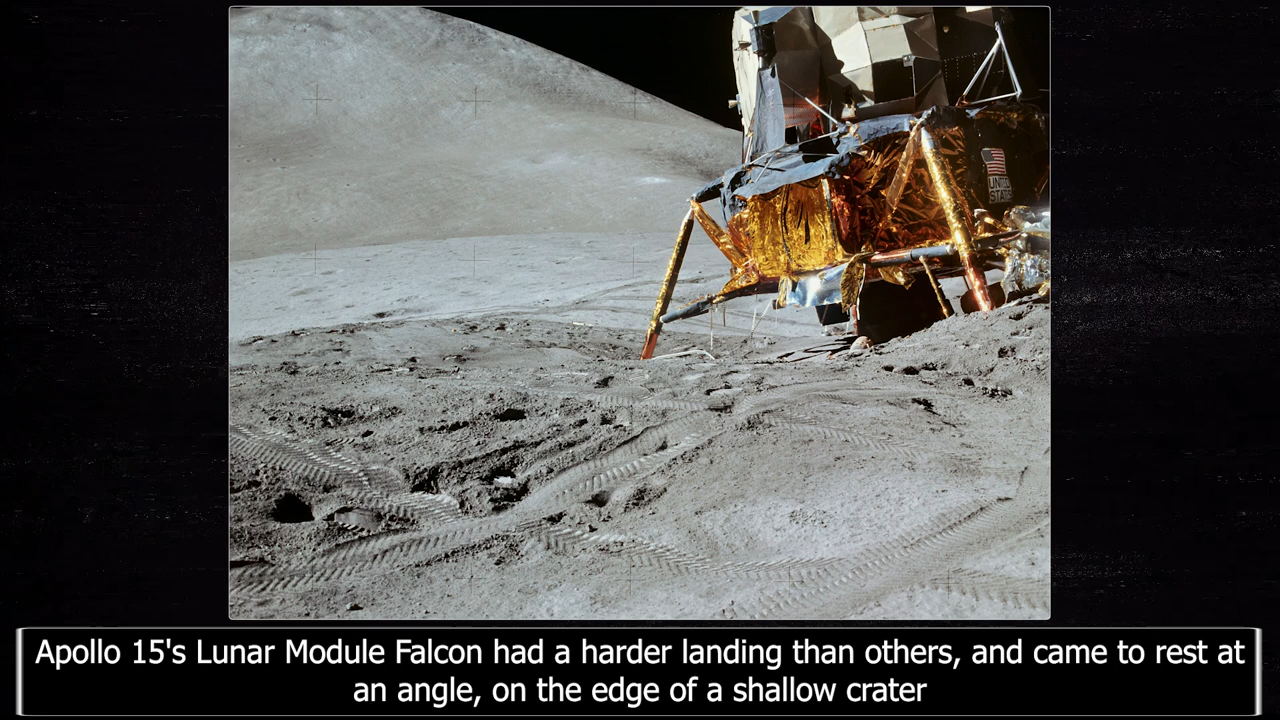 UNITED
STATES
Apollo 15's Lunar Module Falcon had a harder landing than others, and came to rest at
an angle, on the edge of a shallow crater